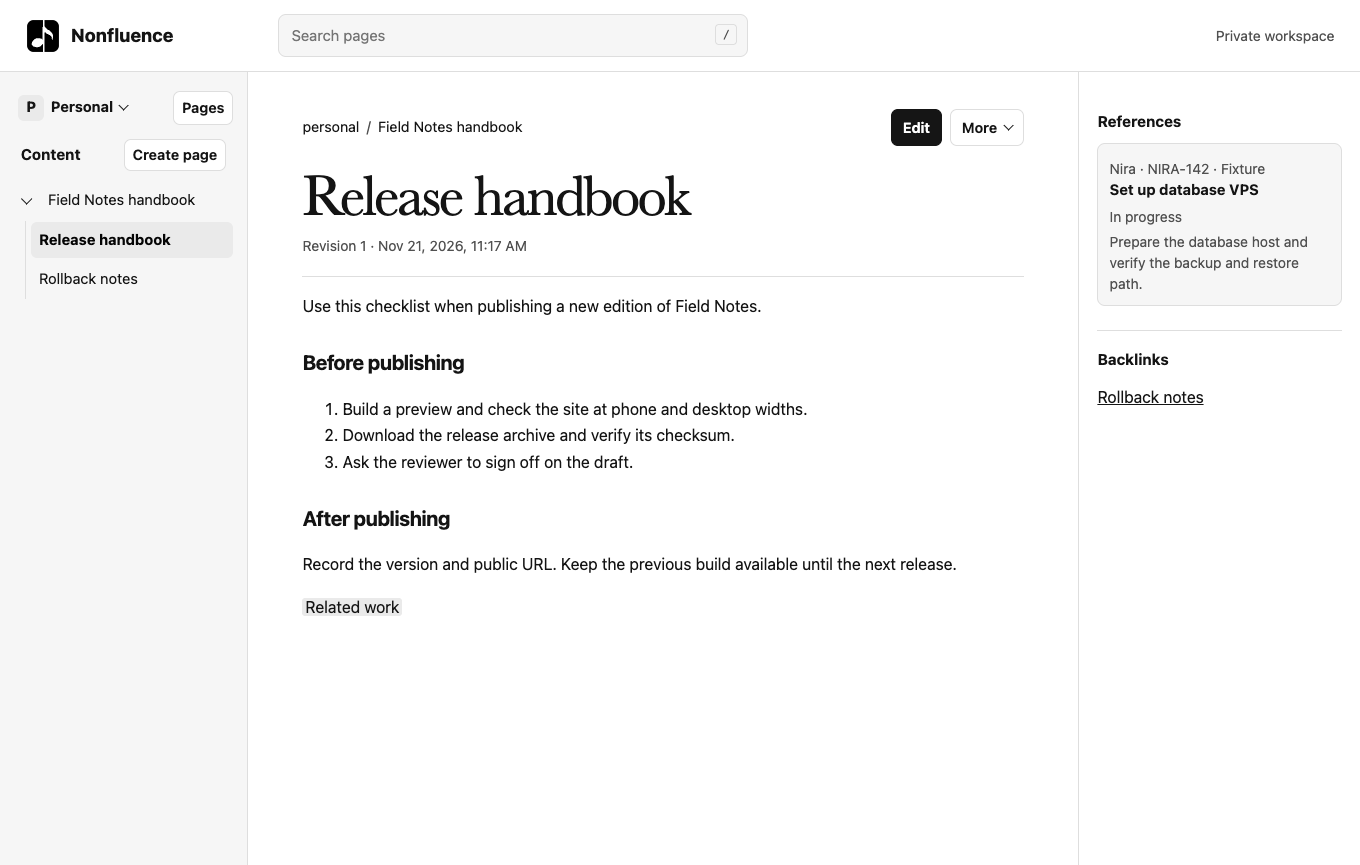 Nonfluence
Search pages
/
Private workspace
P Personal
Pages
Content
Create page
Field Notes handbook
Release handbook
Rollback notes
personal / Field Notes handbook
Edit
More
Release handbook
Revision 1 · Nov 21, 2026, 11:17 AM
Use this checklist when publishing a new edition of Field Notes.
Before publishing
1. Build a preview and check the site at phone and desktop widths.
2. Download the release archive and verify its checksum.
3. Ask the reviewer to sign off on the draft.
After publishing
Record the version and public URL. Keep the previous build available until the next release.
Related work
References
Nira · NIRA-142 · Fixture
Set up database VPS
In progress
Prepare the database host and
verify the backup and restore
path.
Backlinks
Rollback notes